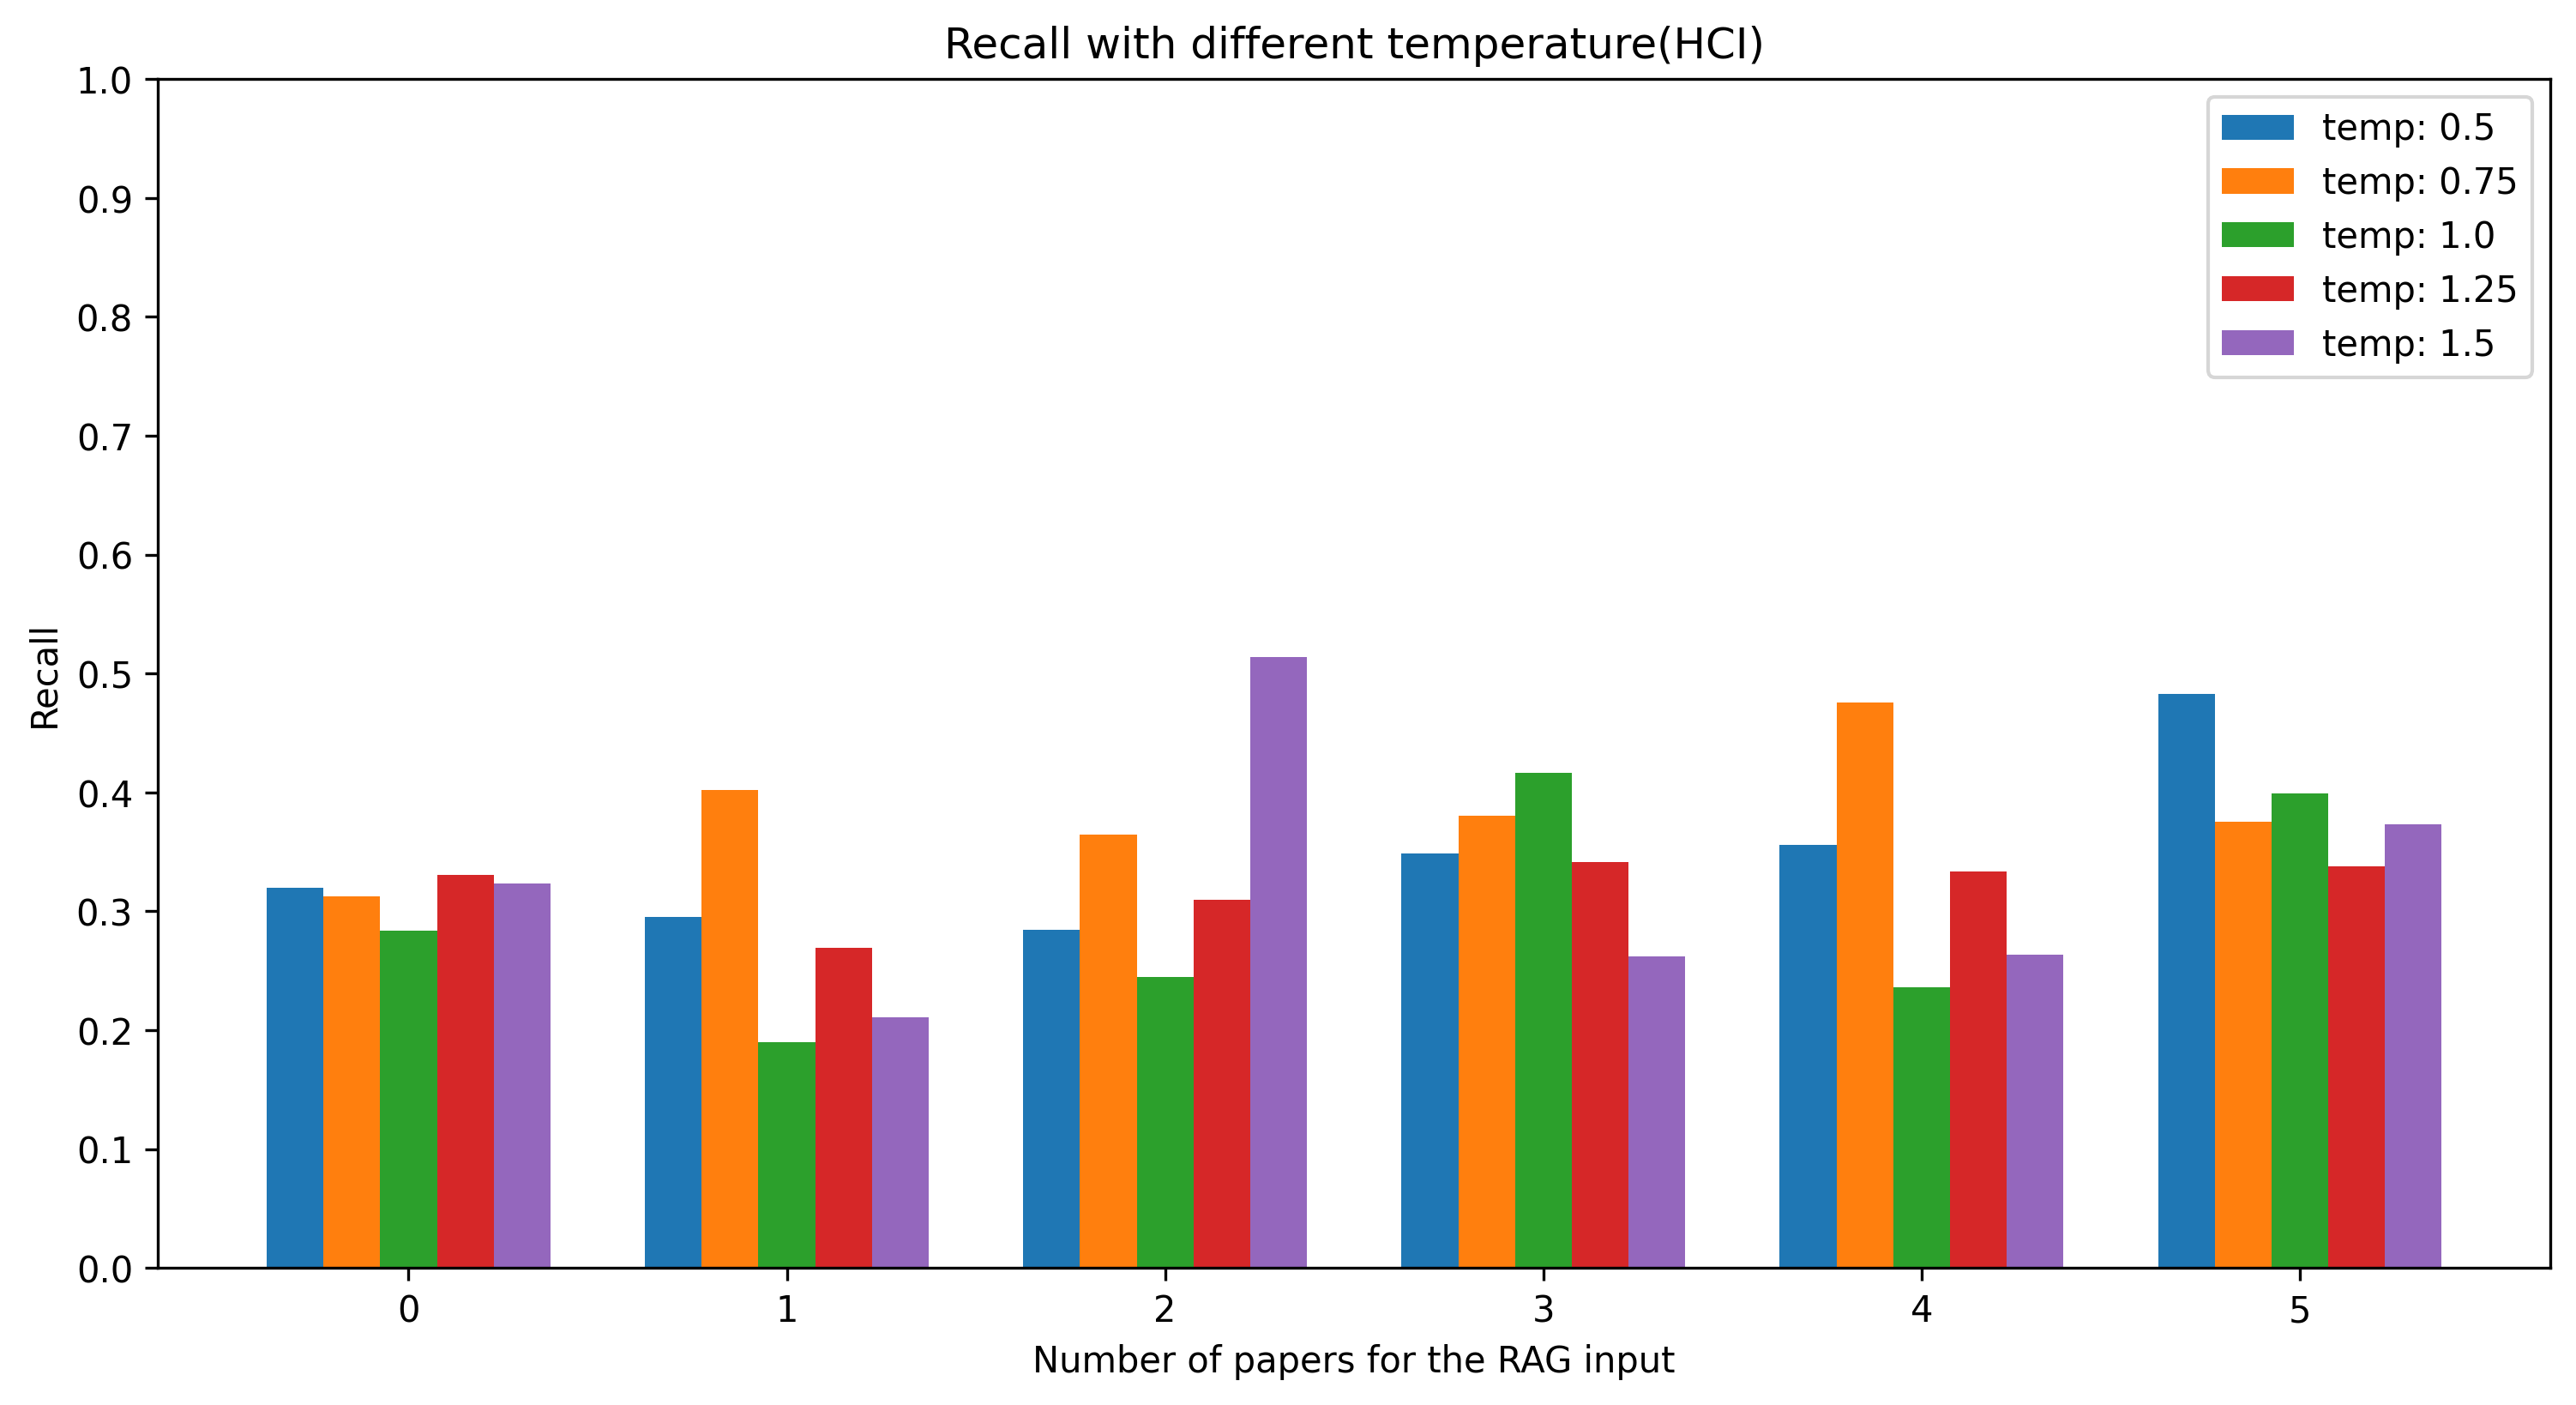 Recall with different temperature(HCI)
1.0
0.9
0.8
0.7
0.6
0.5
0.4
0.3
0.2
0.1
0.0
Recall
temp: 0.5
temp: 0.75
temp: 1.0
temp: 1.25
temp: 1.5
0 1 2 3 4 5
Number of papers for the RAG input